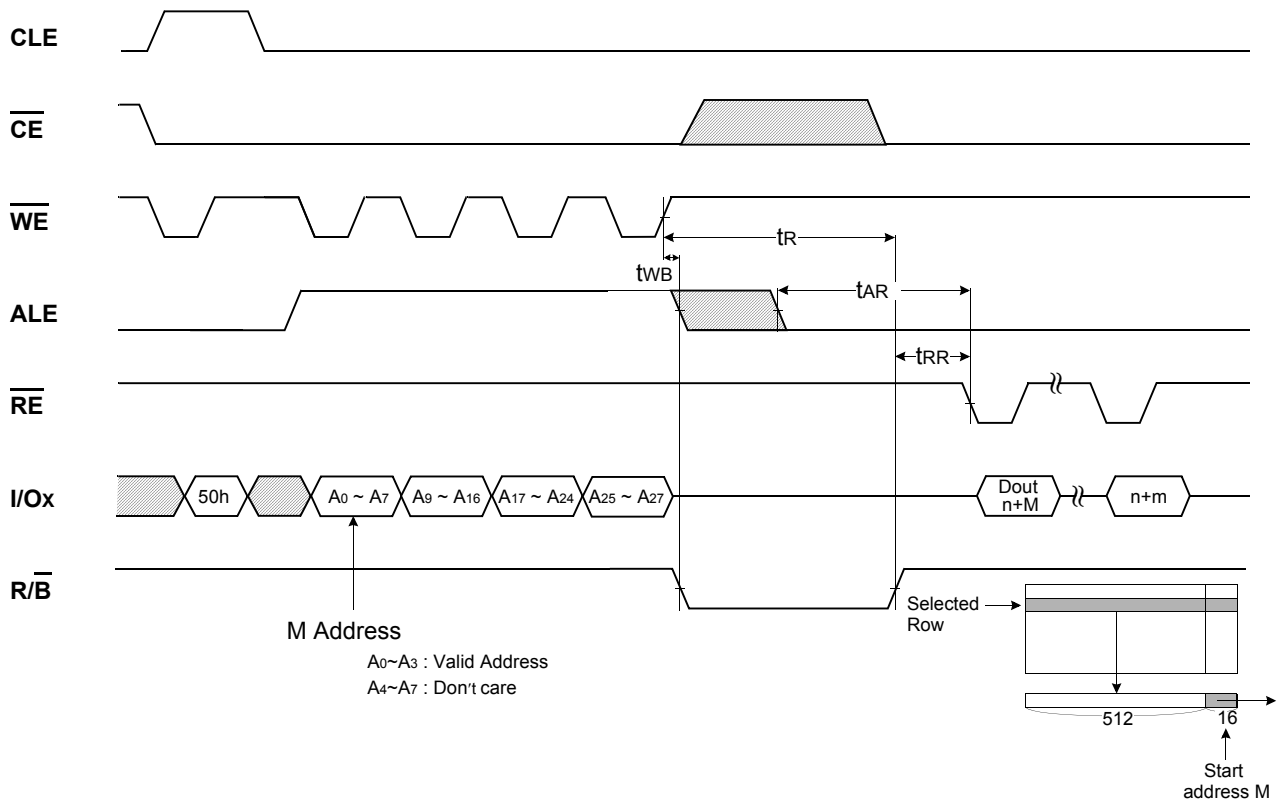 CLE
CE
WE
tR
tWB
ALE
tAR
tRR
RE
I/Ox
50h
A0 ~ A7
A9 ~ A16
A17 ~ A24
A25 ~ A27
Dout
n+M
n+m
R/B
Selected
Row
M Address
A0~A3 : Valid Address
A4~A7 : Don't care
512
16
Start
address M